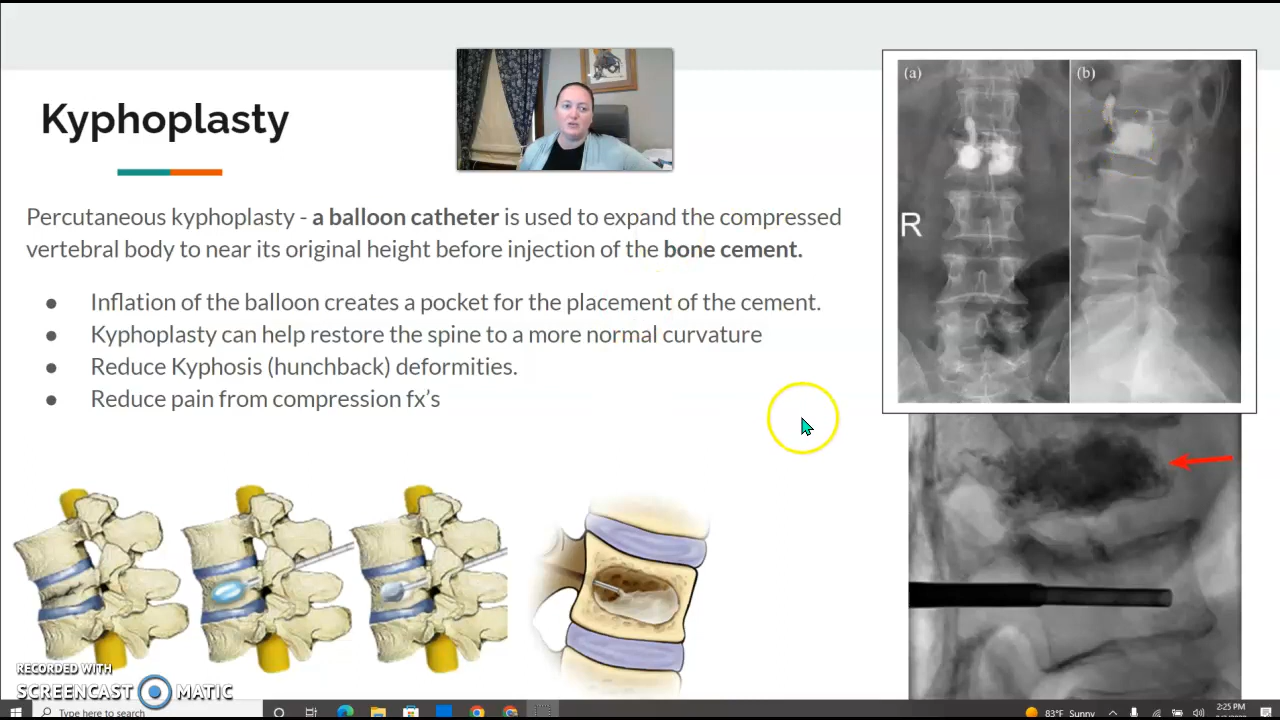 Kyphoplasty
(a)
(b)
R
Percutaneous kyphoplasty - a balloon catheter is used to expand the compressed
vertebral body to near its original height before injection of the bone cement.
● Inflation of the balloon creates a pocket for the placement of the cement.
● Kyphoplasty can help restore the spine to a more normal curvature
● Reduce Kyphosis (hunchback) deformities.
● Reduce pain from compression fx's
RECORDED WITH
SCREENCAST MATIC
Type here to search
83°F Sunny
2:25 PM